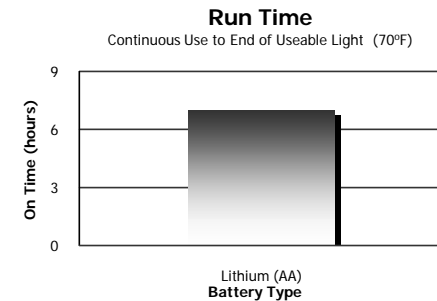 Run Time
Continuous Use to End of Useable Light (70ºF)
9
6
3
0
On Time (hours)
Lithium (AA)
Battery Type